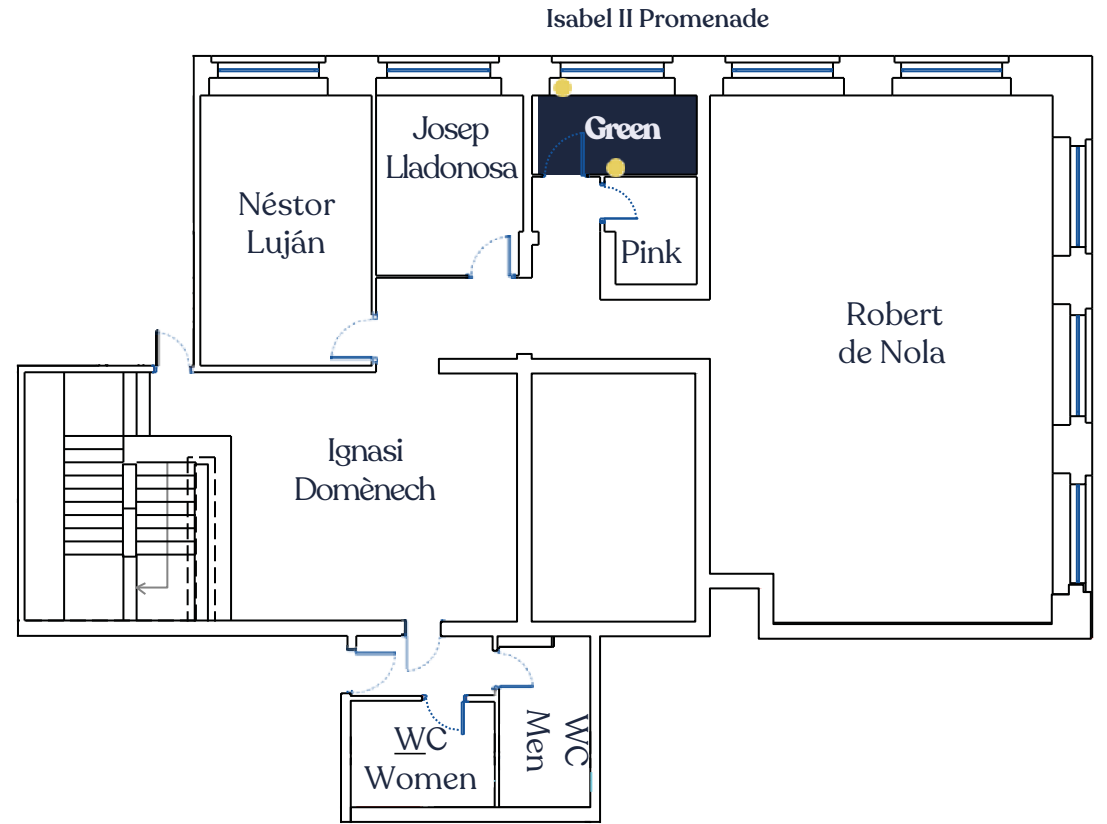 Isabel II Promenade
Josep
Lladonosa
Green
Néstor
Luján
Pink
Robert
de Nola
Ignasi
Domènech
WC
Women
WC
Men